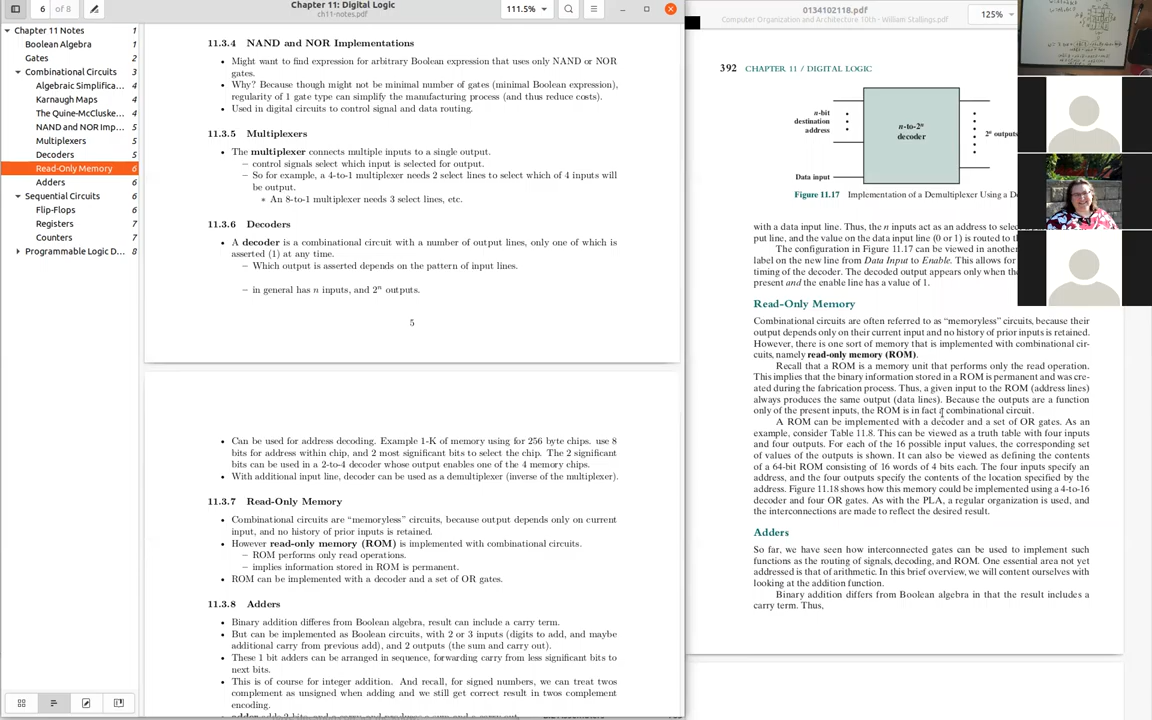 6 of 8
Chapter 11: Digital Logic
ch11-notes.pdf
111.5%
Chapter 11 Notes 1
Boolean Algebra 1
Gates 2
Combinational Circuits 3
Algebraic Simplifica... 4
Karnaugh Maps 4
The Quine-McCluske... 4
NAND and NOR Imp... 5
Multiplexers 5
Decoders 5
Read-Only Memory 6
Adders 6
Sequential Circuits 6
Flip-Flops 6
Registers 7
Counters 7
Programmable Logic D... 8
11.3.4 NAND and NOR Implementations
• Might want to find expression for arbitrary Boolean expression that uses only NAND or NOR
gates.
• Why? Because though might not be minimal number of gates (minimal Boolean expression),
regularity of 1 gate type can simplify the manufacturing process (and thus reduce costs).
• Used in digital circuits to control signal and data routing.
11.3.5 Multiplexers
• The multiplexer connects multiple inputs to a single output.
– control signals select which input is selected for output.
– So for example, a 4-to-1 multiplexer needs 2 select lines to select which of 4 inputs will
be output.
∗ An 8-to-1 multiplexer needs 3 select lines, etc.
11.3.6 Decoders
• A decoder is a combinational circuit with a number of output lines, only one of which is
asserted (1) at any time.
– Which output is asserted depends on the pattern of input lines.
– in general has n inputs, and 2ⁿ outputs.
5
• Can be used for address decoding. Example 1-K of memory using for 256 byte chips. use 8
bits for address within chip, and 2 most significant bits to select the chip. The 2 significant
bits can be used in a 2-to-4 decoder whose output enables one of the 4 memory chips.
• With additional input line, decoder can be used as a demultiplexer (inverse of the multiplexer).
11.3.7 Read-Only Memory
• Combinational circuits are “memoryless” circuits, because output depends only on current
input, and no history of prior inputs is retained.
• However read-only memory (ROM) is implemented with combinational circuits.
– ROM performs only read operations.
– implies information stored in ROM is permanent.
• ROM can be implemented with a decoder and a set of OR gates.
11.3.8 Adders
• Binary addition differes from Boolean algebra, result can include a carry term.
• But can be implemented as Boolean circuits, with 2 or 3 inputs (digits to add, and maybe
additional carry from previous add), and 2 outputs (the sum and carry out).
• These 1 bit adders can be arranged in sequence, forwarding carry from less significant bits to
next bits.
• This is of course for integer addition. And recall, for signed numbers, we can treat twos
complement as unsigned when adding and we still get correct result in twos complement
encoding.
0134102118.pdf
Computer Organization and Architecture 10th - William Stallings.pdf
125%
392 CHAPTER 11 / DIGITAL LOGIC
n-bit
destination
address
n-to-2ⁿ
decoder
2ⁿ outputs
Data input
Figure 11.17 Implementation of a Demultiplexer Using a De
with a data input line. Thus, the n inputs act as an address to selec
put line, and the value on the data input line (0 or 1) is routed to th
The configuration in Figure 11.17 can be viewed in another
label on the new line from Data Input to Enable. This allows for
timing of the decoder. The decoded output appears only when the
present and the enable line has a value of 1.
Read-Only Memory
Combinational circuits are often referred to as “memoryless” circuits, because their
output depends only on their current input and no history of prior inputs is retained.
However, there is one sort of memory that is implemented with combinational cir-
cuits, namely read-only memory (ROM).
Recall that a ROM is a memory unit that performs only the read operation.
This implies that the binary information stored in a ROM is permanent and was cre-
ated during the fabrication process. Thus, a given input to the ROM (address lines)
always produces the same output (data lines). Because the outputs are a function
only of the present inputs, the ROM is in fact a combinational circuit.
A ROM can be implemented with a decoder and a set of OR gates. As an
example, consider Table 11.8. This can be viewed as a truth table with four inputs
and four outputs. For each of the 16 possible input values, the corresponding set
of values of the outputs is shown. It can also be viewed as defining the contents
of a 64-bit ROM consisting of 16 words of 4 bits each. The four inputs specify an
address, and the four outputs specify the contents of the location specified by the
address. Figure 11.18 shows how this memory could be implemented using a 4-to-16
decoder and four OR gates. As with the PLA, a regular organization is used, and
the interconnections are made to reflect the desired result.
Adders
So far, we have seen how interconnected gates can be used to implement such
functions as the routing of signals, decoding, and ROM. One essential area not yet
addressed is that of arithmetic. In this brief overview, we will content ourselves with
looking at the addition function.
Binary addition differs from Boolean algebra in that the result includes a
carry term. Thus,